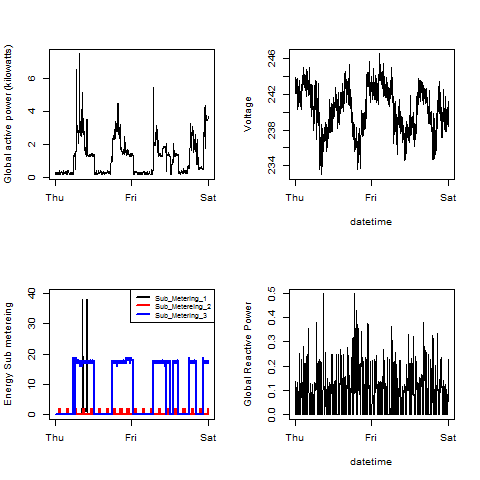 Global active power (kilowatts)
0 2 4 6
Thu Fri Sat
Voltage
234 238 242 246
Thu Fri Sat
datetime
Energy Sub metereing
0 10 20 30 40
Sub_Metering_1
Sub_Metereing_2
Sub_Metering_3
Thu Fri Sat
Global Reactive Power
0.0 0.1 0.2 0.3 0.4 0.5
Thu Fri Sat
datetime